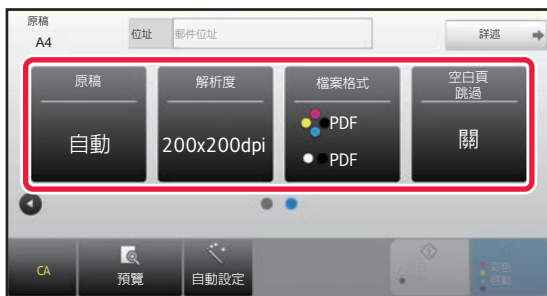 原稿
A4
位址
郵件位址
詳述
原稿
自動
解析度
200x200dpi
檔案格式
PDF
PDF
空白頁
跳過
關
CA
預覽
自動設定
彩色
啟動